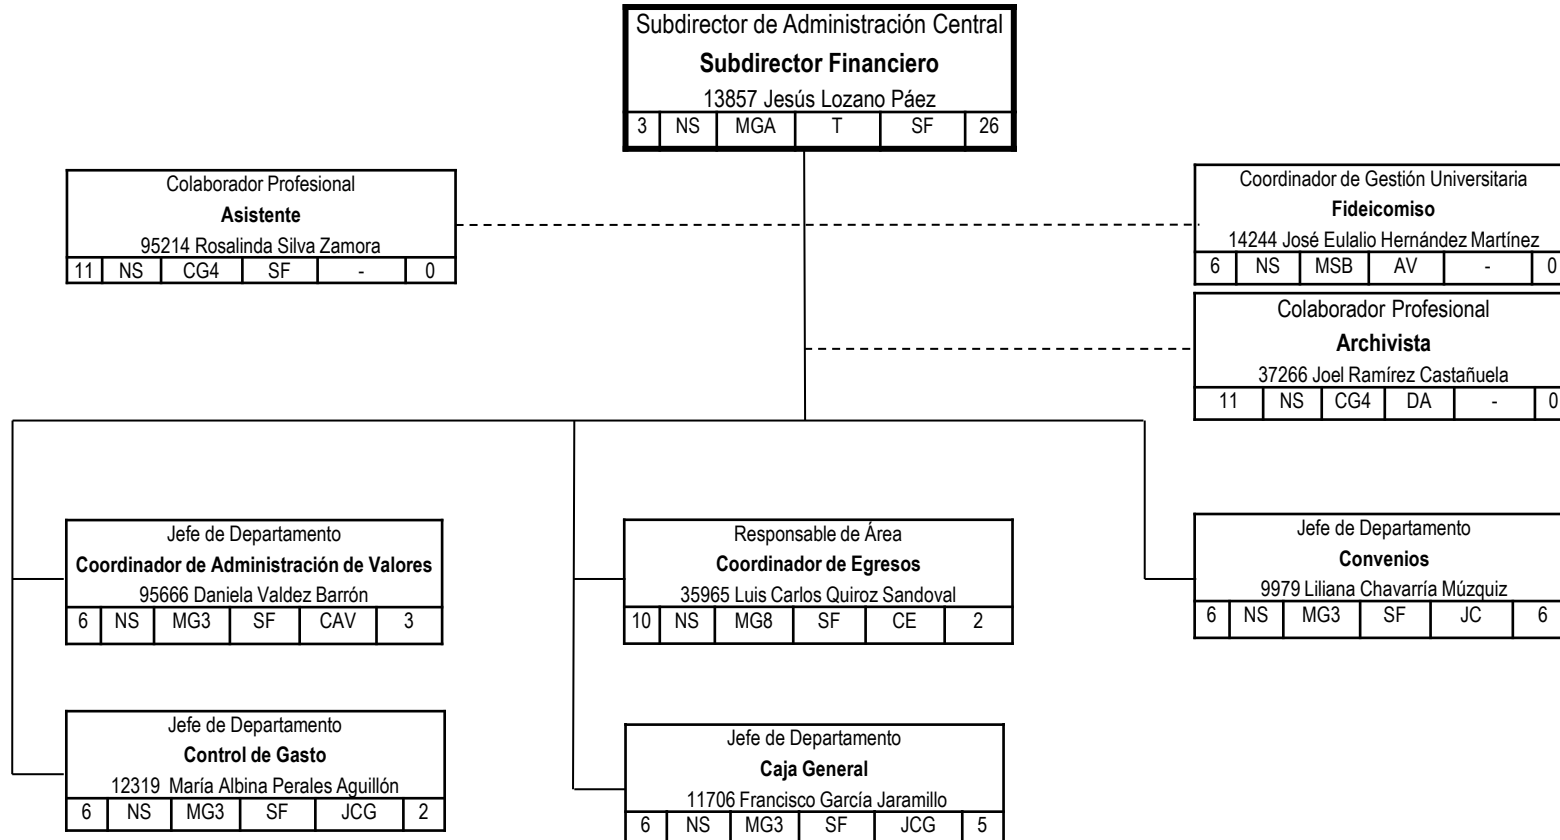 Subdirector de Administración Central
Subdirector Financiero
13857 Jesús Lozano Páez
3 NS MGA T SF 26
Colaborador Profesional
Asistente
95214 Rosalinda Silva Zamora
11 NS CG4 SF - 0
Coordinador de Gestión Universitaria
Fideicomiso
14244 José Eulalio Hernández Martínez
6 NS MSB AV - 0
Colaborador Profesional
Archivista
37266 Joel Ramírez Castañuela
11 NS CG4 DA - 0
Jefe de Departamento
Coordinador de Administración de Valores
95666 Daniela Valdez Barrón
6 NS MG3 SF CAV 3
Responsable de Área
Coordinador de Egresos
35965 Luis Carlos Quiroz Sandoval
10 NS MG8 SF CE 2
Jefe de Departamento
Convenios
9979 Liliana Chavarría Múzquiz
6 NS MG3 SF JC 6
Jefe de Departamento
Control de Gasto
12319 María Albina Perales Aguillón
6 NS MG3 SF JCG 2
Jefe de Departamento
Caja General
11706 Francisco García Jaramillo
6 NS MG3 SF JCG 5